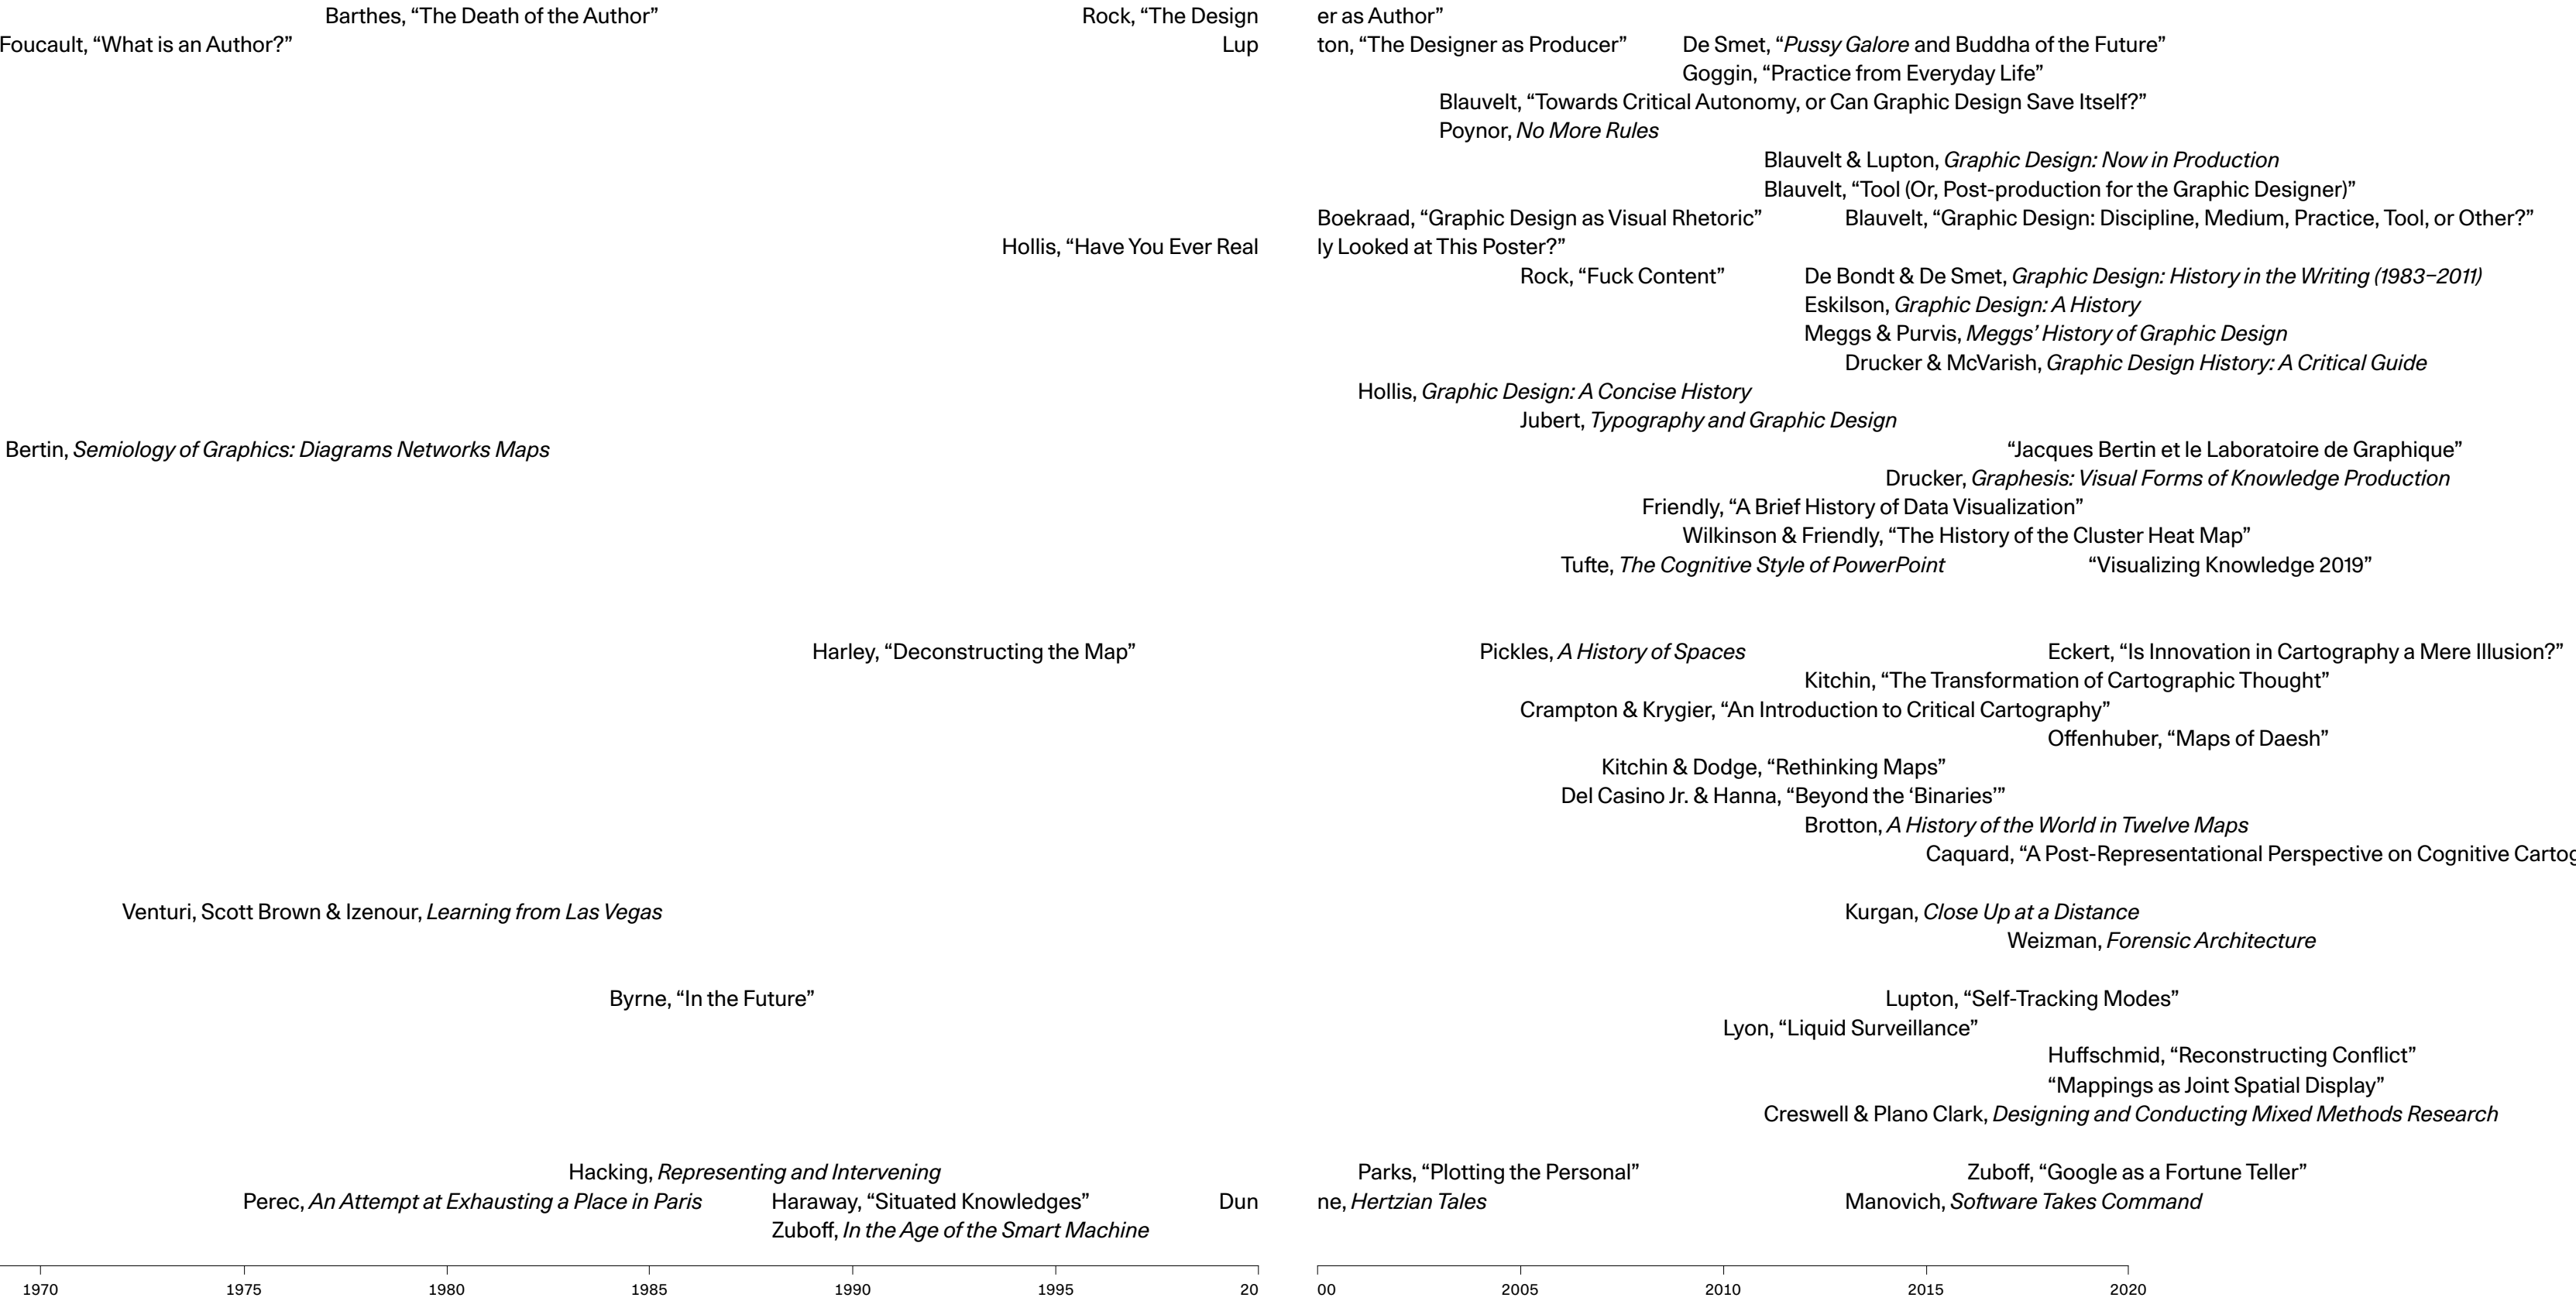 Barthes, “The Death of the Author” Rock, “The Design er as Author”
Foucault, “What is an Author?” Lup ton, “The Designer as Producer” De Smet, “Pussy Galore and Buddha of the Future”
Goggin, “Practice from Everyday Life”
Blauvelt, “Towards Critical Autonomy, or Can Graphic Design Save Itself?”
Poynor, No More Rules
Blauvelt & Lupton, Graphic Design: Now in Production
Blauvelt, “Tool (Or, Post-production for the Graphic Designer)”
Boekraad, “Graphic Design as Visual Rhetoric” Blauvelt, “Graphic Design: Discipline, Medium, Practice, Tool, or Other?”
Hollis, “Have You Ever Real ly Looked at This Poster?”
Rock, “Fuck Content” De Bondt & De Smet, Graphic Design: History in the Writing (1983–2011)
Eskilson, Graphic Design: A History
Meggs & Purvis, Meggs’ History of Graphic Design
Drucker & McVarish, Graphic Design History: A Critical Guide
Hollis, Graphic Design: A Concise History
Jubert, Typography and Graphic Design
Bertin, Semiology of Graphics: Diagrams Networks Maps “Jacques Bertin et le Laboratoire de Graphique”
Drucker, Graphesis: Visual Forms of Knowledge Production
Friendly, “A Brief History of Data Visualization”
Wilkinson & Friendly, “The History of the Cluster Heat Map”
Tufte, The Cognitive Style of PowerPoint “Visualizing Knowledge 2019”
Harley, “Deconstructing the Map” Pickles, A History of Spaces Eckert, “Is Innovation in Cartography a Mere Illusion?”
Kitchin, “The Transformation of Cartographic Thought”
Crampton & Krygier, “An Introduction to Critical Cartography”
Offenhuber, “Maps of Daesh”
Kitchin & Dodge, “Rethinking Maps”
Del Casino Jr. & Hanna, “Beyond the ‘Binaries’”
Brotton, A History of the World in Twelve Maps
Caquard, “A Post-Representational Perspective on Cognitive Cartog
Venturi, Scott Brown & Izenour, Learning from Las Vegas Kurgan, Close Up at a Distance
Weizman, Forensic Architecture
Byrne, “In the Future” Lupton, “Self-Tracking Modes”
Lyon, “Liquid Surveillance”
Huffschmid, “Reconstructing Conflict”
“Mappings as Joint Spatial Display”
Creswell & Plano Clark, Designing and Conducting Mixed Methods Research
Hacking, Representing and Intervening Parks, “Plotting the Personal” Zuboff, “Google as a Fortune Teller”
Perec, An Attempt at Exhausting a Place in Paris Haraway, “Situated Knowledges” Dun ne, Hertzian Tales Manovich, Software Takes Command
Zuboff, In the Age of the Smart Machine
1970 1975 1980 1985 1990 1995 20 00 2005 2010 2015 2020